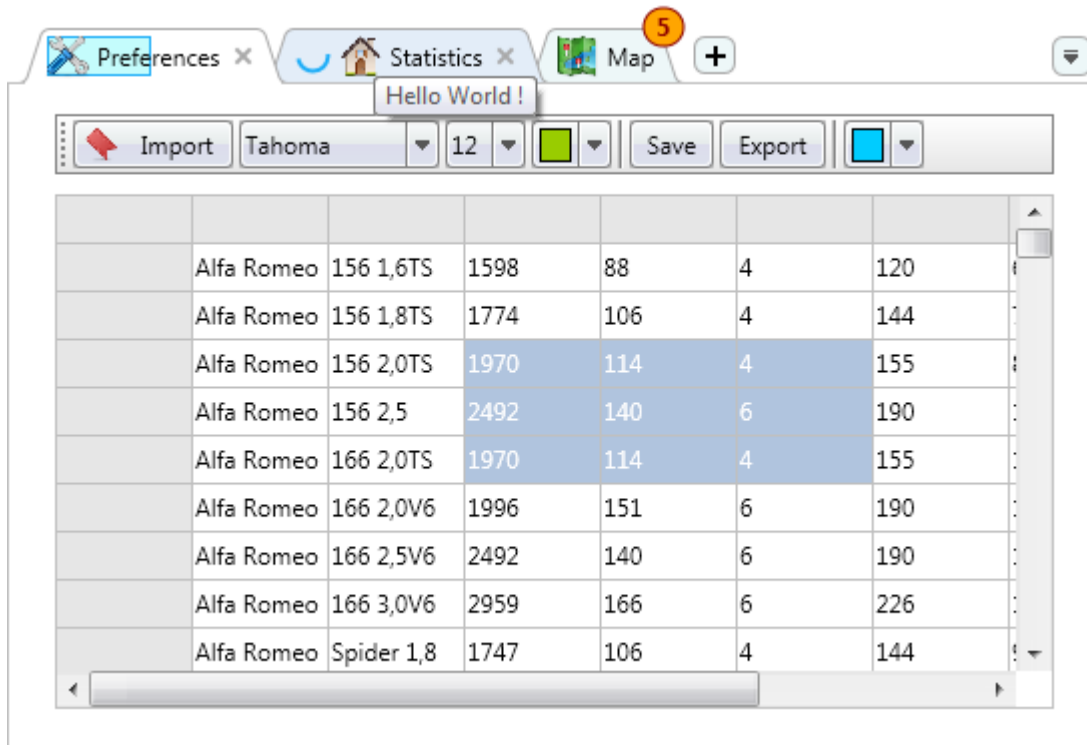 5
Preferences Statistics Map +
Hello World !
Import Tahoma 12 Save Export
Alfa Romeo 156 1,6TS 1598 88 4 120
Alfa Romeo 156 1,8TS 1774 106 4 144
Alfa Romeo 156 2,0TS 1970 114 4 155
Alfa Romeo 156 2,5 2492 140 6 190
Alfa Romeo 166 2,0TS 1970 114 4 155
Alfa Romeo 166 2,0V6 1996 151 6 190
Alfa Romeo 166 2,5V6 2492 140 6 190
Alfa Romeo 166 3,0V6 2959 166 6 226
Alfa Romeo Spider 1,8 1747 106 4 144